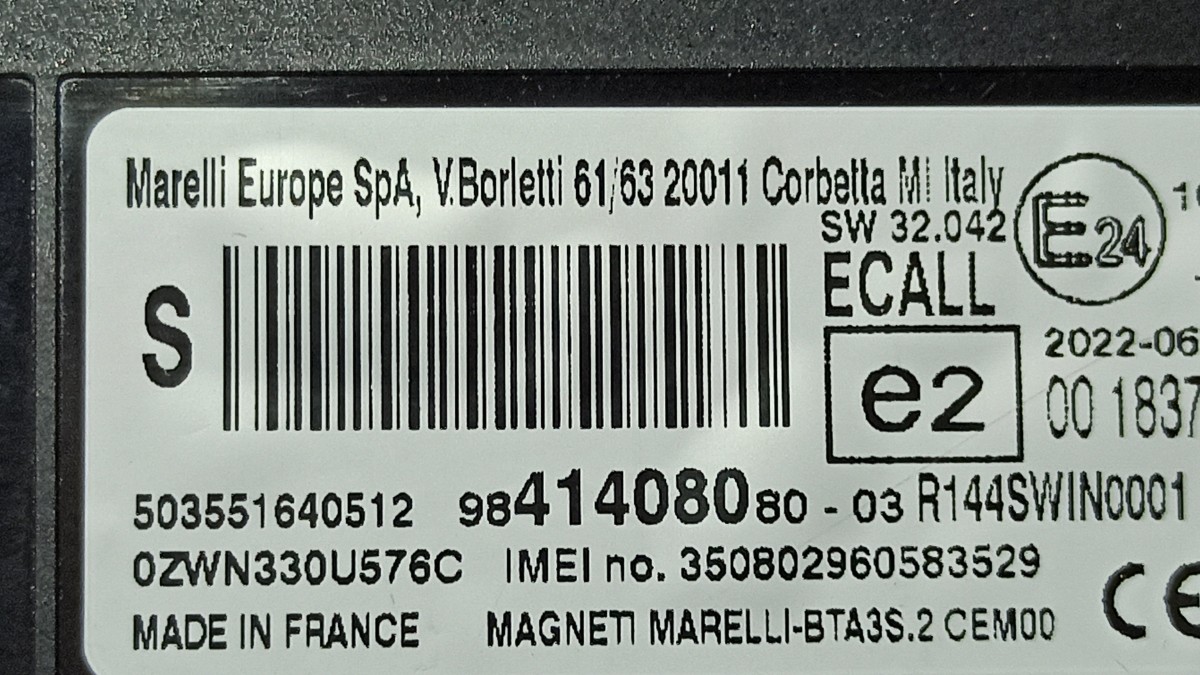 Marelli Europe SpA, V.Borletti 61/63 20011 Corbetta MI Italy
SW 32.042
E24
ECALL
S
e2
2022-06
00 1837
503551640512 9841408080 - 03 R144SWIN0001
0ZWN330U576C IMEI no. 350802960583529
CE
MADE IN FRANCE MAGNETI MARELLI-BTA3S.2 CEM00